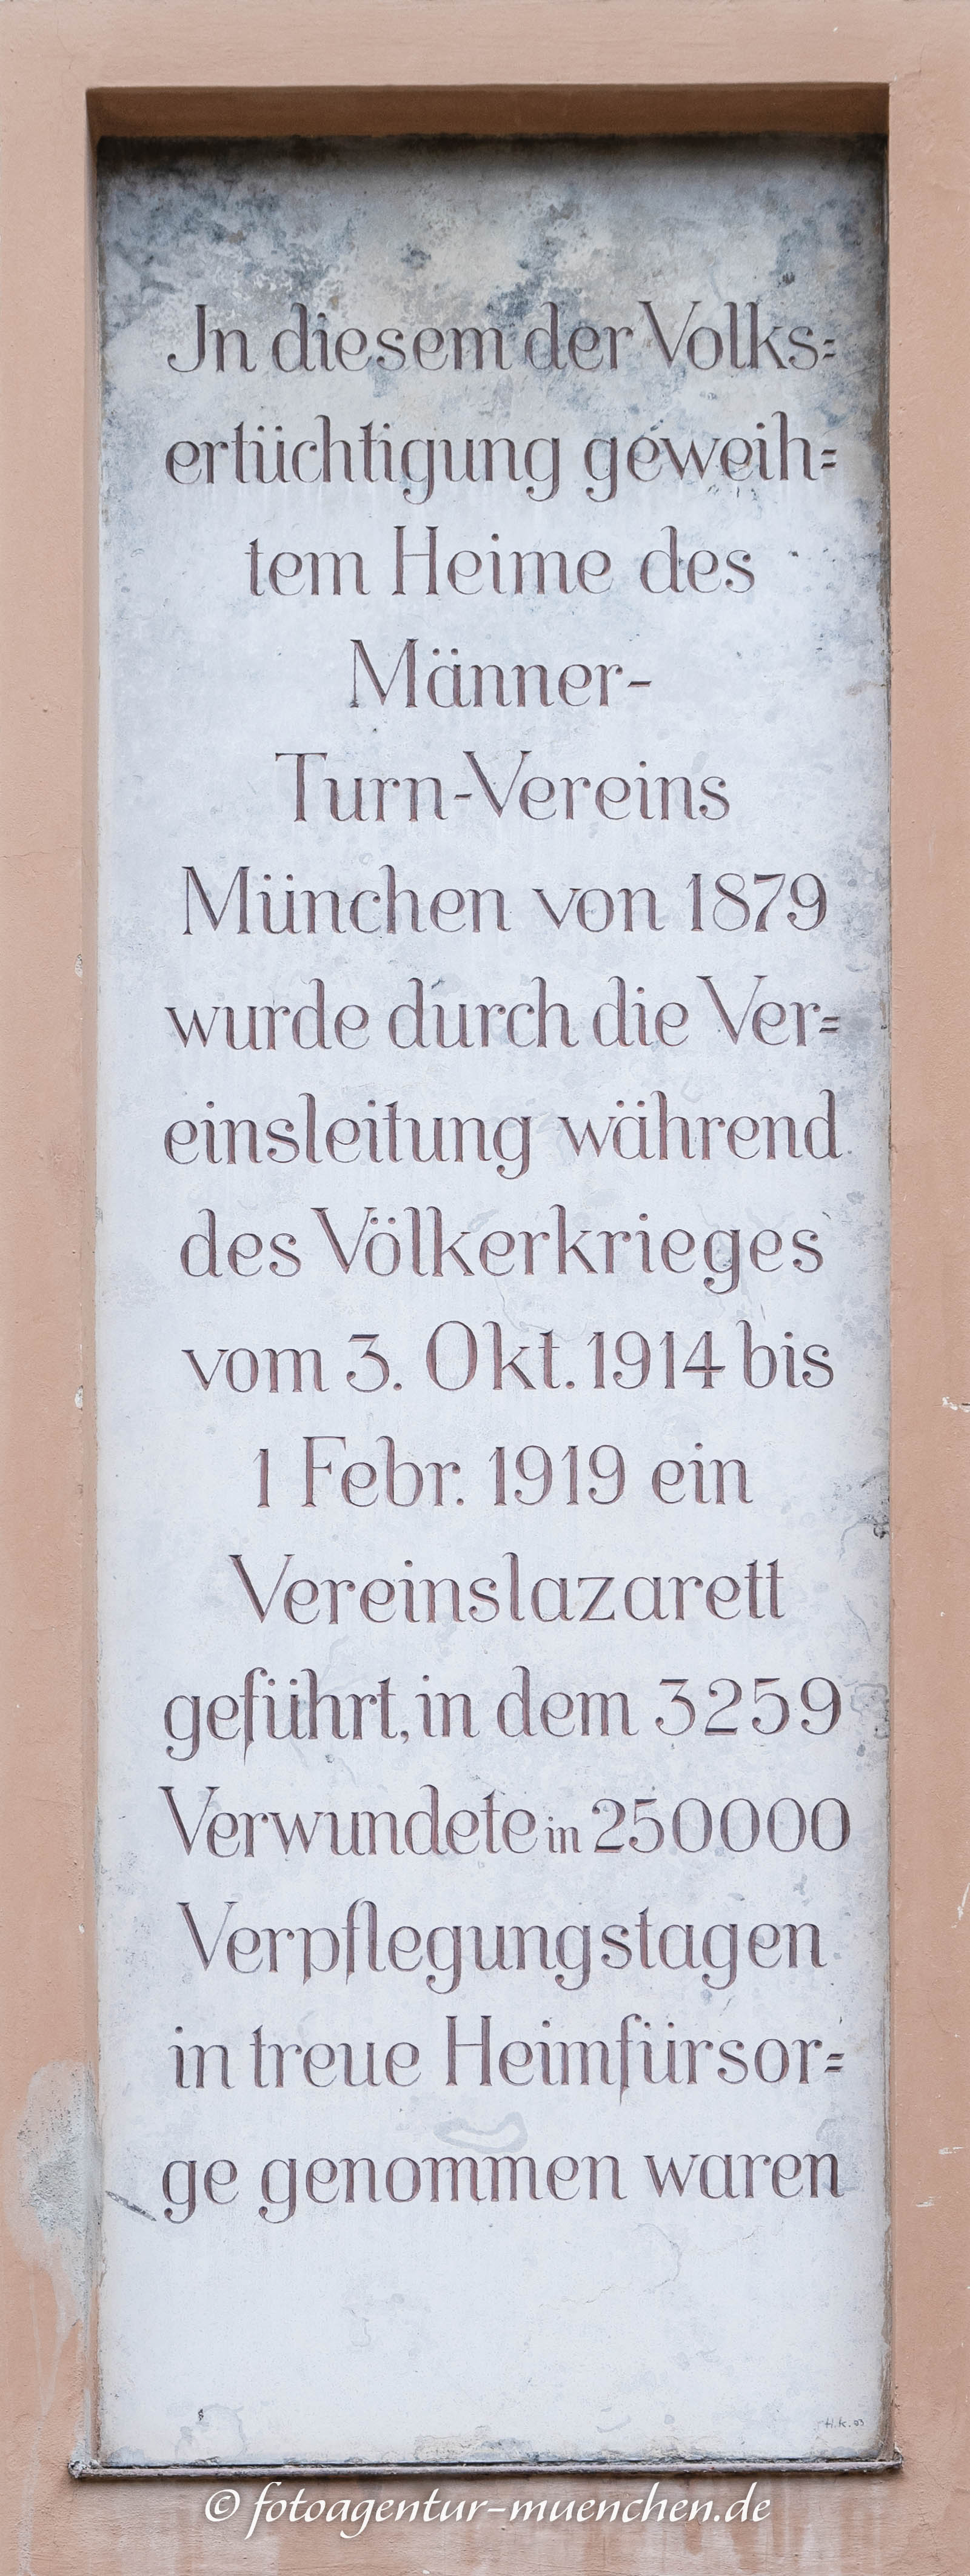 Jn diesem der Volks=
ertüchtigung geweih=
tem Heime des
Männer-
Turn-Vereins
München von 1879
wurde durch die Ver=
einsleitung während
des Völkerkrieges
vom 3. Okt. 1914 bis
1 Febr. 1919 ein
Vereinslazarett
geführt, in dem 3259
Verwundete in 250000
Verpflegungstagen
in treue Heimfürsor=
ge genommen waren
H.K. 93
© fotoagentur-muenchen.de